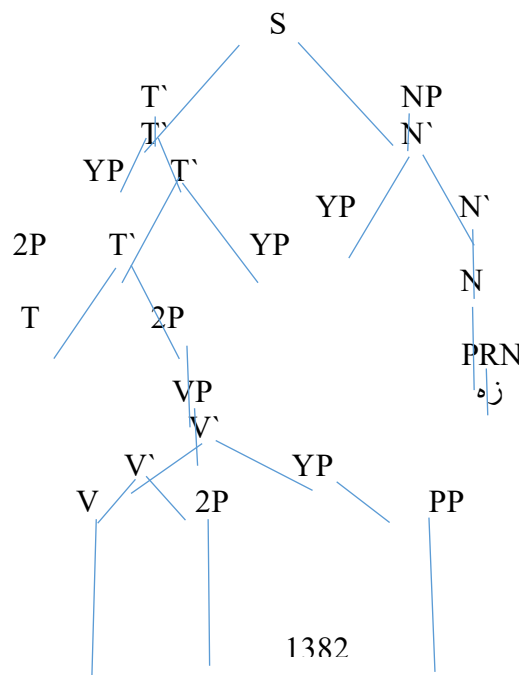 S
T` NP
T` N`
YP T` YP N`
2P T` YP N
T 2P PRN
زه
VP
V`
V` YP
V 2P PP
1382